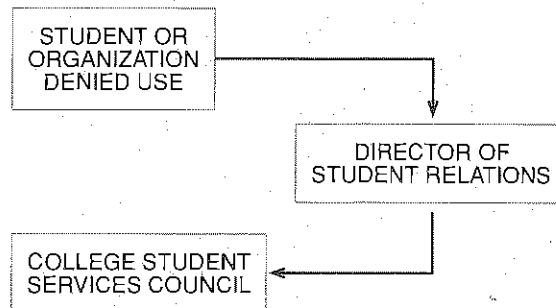 STUDENT OR
ORGANIZATION
DENIED USE
DIRECTOR OF
STUDENT RELATIONS
COLLEGE STUDENT
SERVICES COUNCIL